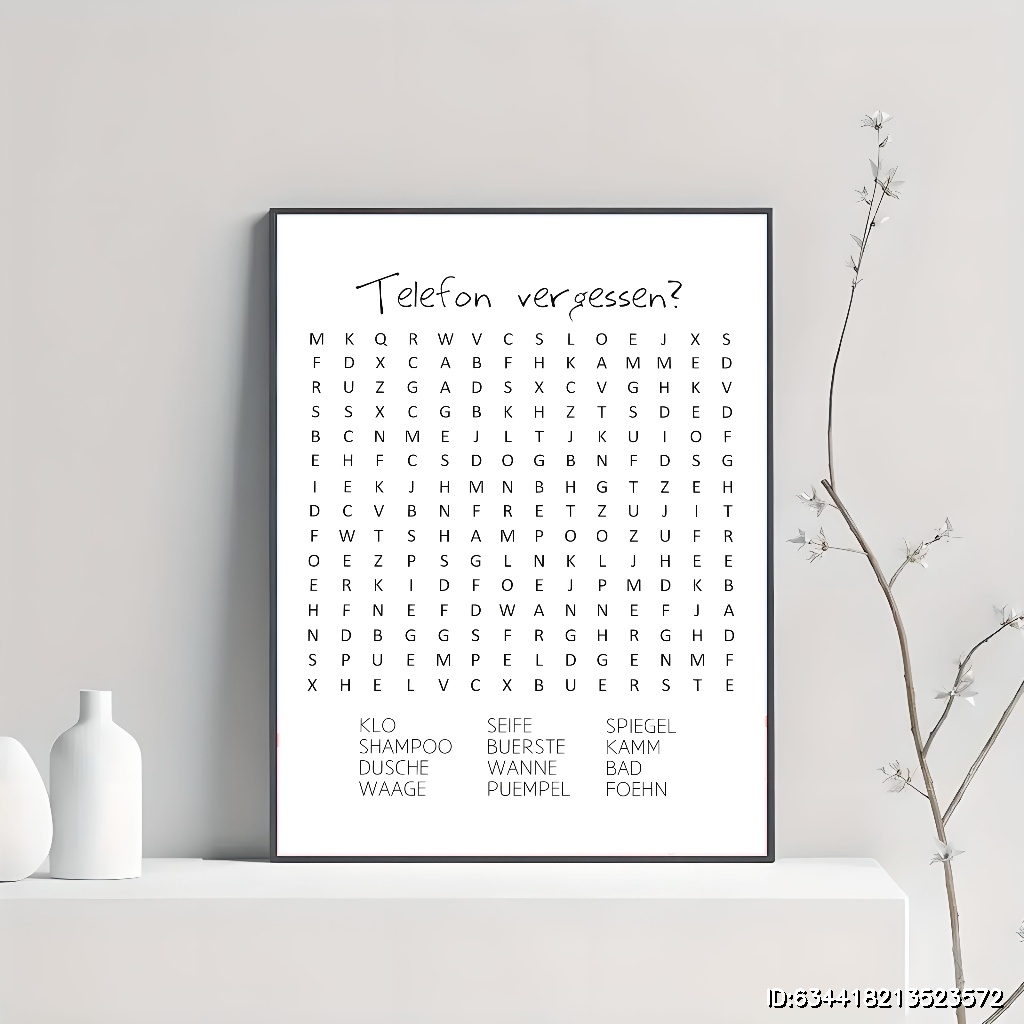 Telefon vergessen?
M K Q R W V C S L O E J X S
F D X C A B F H K A M M E D
R U Z G A D S X C V G H K V
S S X C G B K H Z T S D E D
B C N M E J L T J K U I O F
E H F C S D O G B N F D S G
I E K J H M N B H G T Z E H
D C V B N F R E T Z U J I T
F W T S H A M P O O Z U F R
O E Z P S G L N K L J H E E
E R K I D F O E J P M D K B
H F N E F D W A N N E F J A
N D B G G S F R G H R G H D
S P U E M P E L D G E N M F
X H E L V C X B U E R S T E
KLO SEIFE SPIEGEL
SHAMPOO BUERSTE KAMM
DUSCHE WANNE BAD
WAAGE PUEMPEL FOEHN
ID:634418213523572